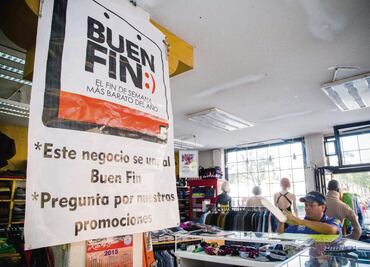 BUEN
FIN:)
EL FIN DE SEMANA
MÁS BARATO DEL AÑO
*Este negocio se une al
Buen Fin
*Pregunta por nuestras
promociones
2015